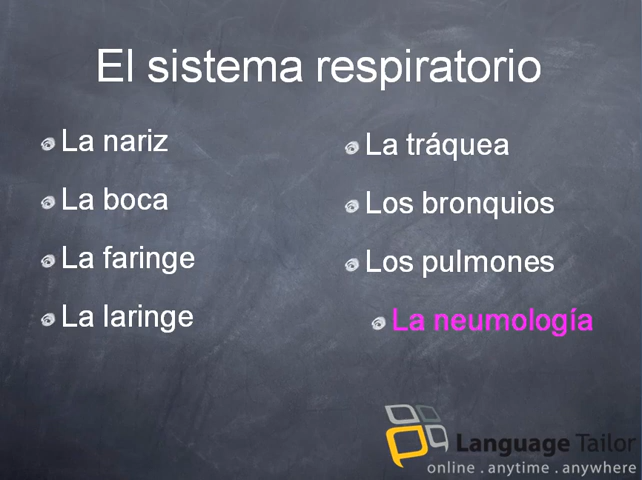 El sistema respiratorio
La nariz
La boca
La faringe
La laringe
La tráquea
Los bronquios
Los pulmones
La neumología
Language Tailor
online . anytime . anywhere